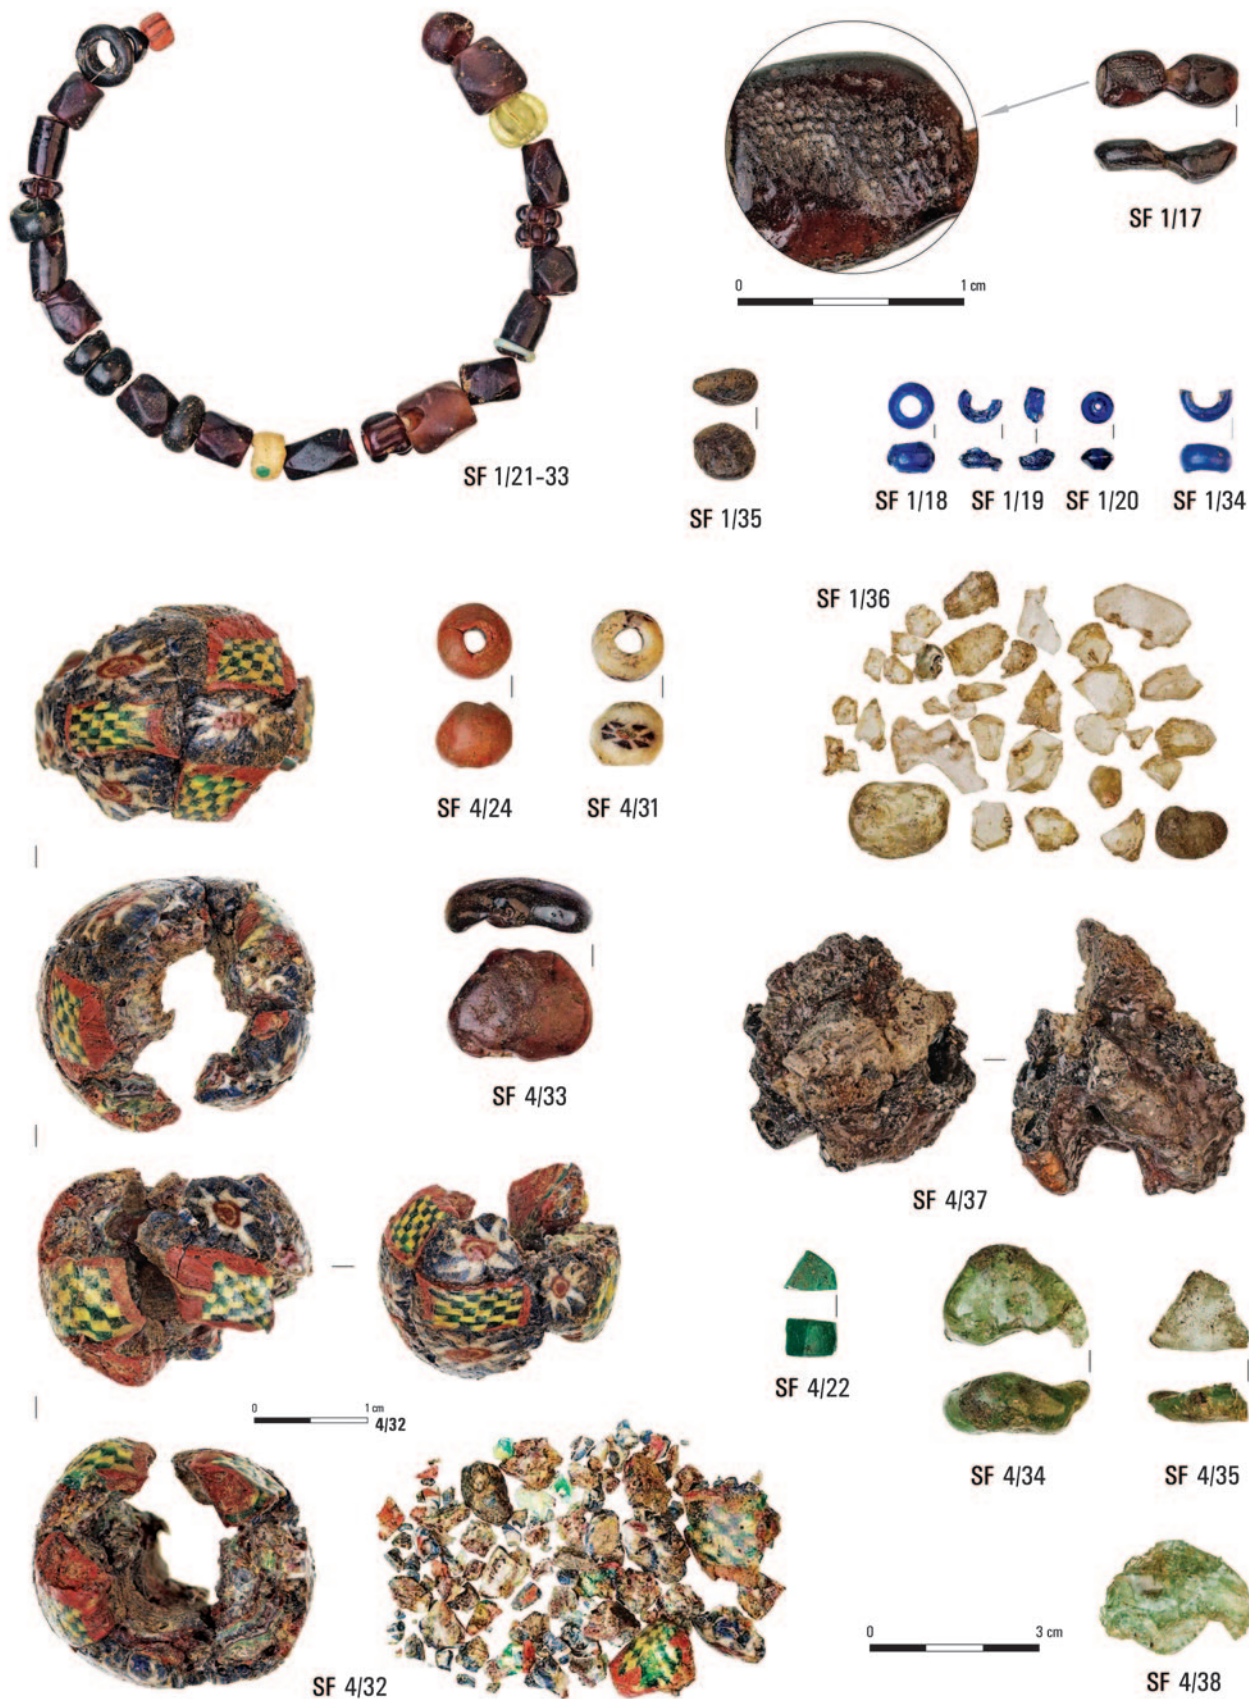 SF 1/17
0 1 cm
SF 1/21-33
SF 1/35
SF 1/18
SF 1/19
SF 1/20
SF 1/34
SF 1/36
SF 4/24
SF 4/31
SF 4/33
SF 4/37
SF 4/22
0 1 cm
4/32
SF 4/34
SF 4/35
0 3 cm
SF 4/32
SF 4/38